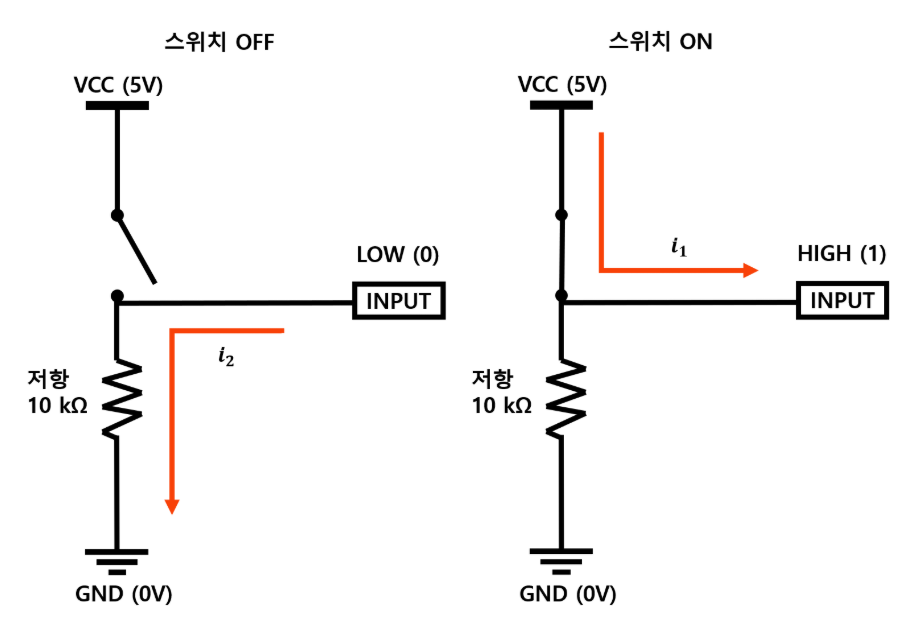 스위치 OFF
VCC (5V)
LOW (0)
INPUT
i₂
저항
10 kΩ
GND (0V)
스위치 ON
VCC (5V)
i₁
HIGH (1)
INPUT
저항
10 kΩ
GND (0V)